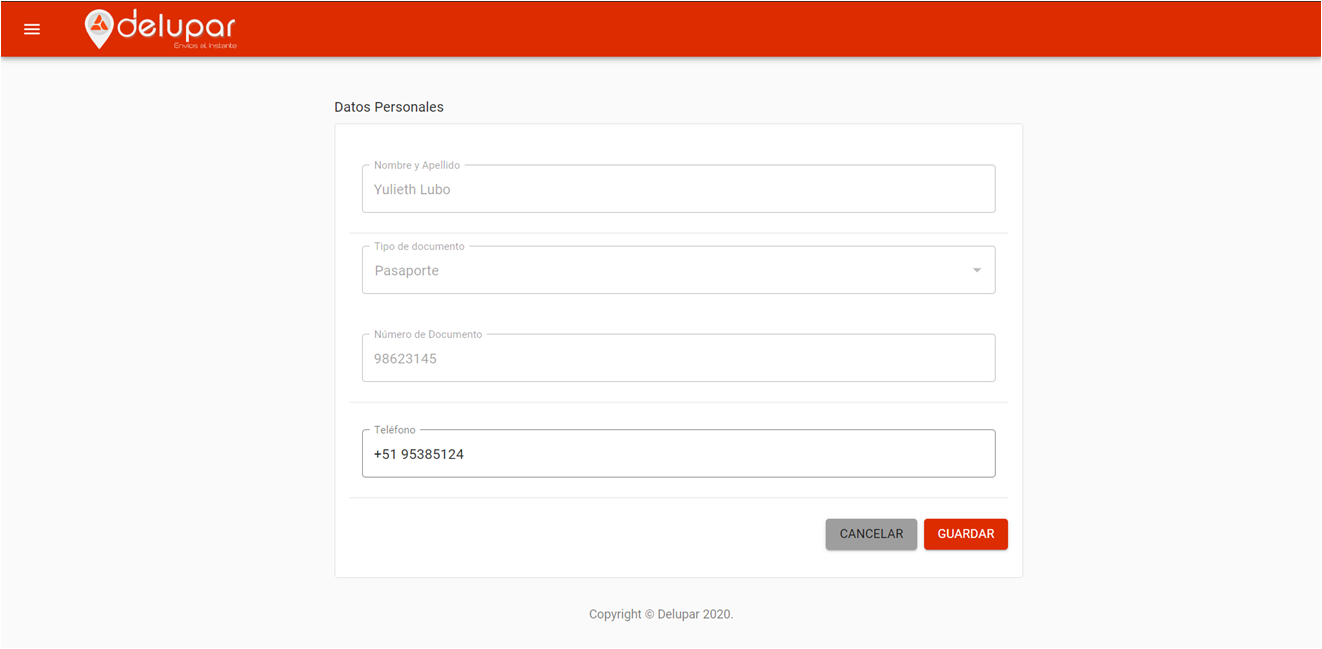 delupar
Envíos al Instante
Datos Personales
Nombre y Apellido
Yulieth Lubo
Tipo de documento
Pasaporte
Número de Documento
98623145
Teléfono
+51 95385124
CANCELAR GUARDAR
Copyright © Delupar 2020.